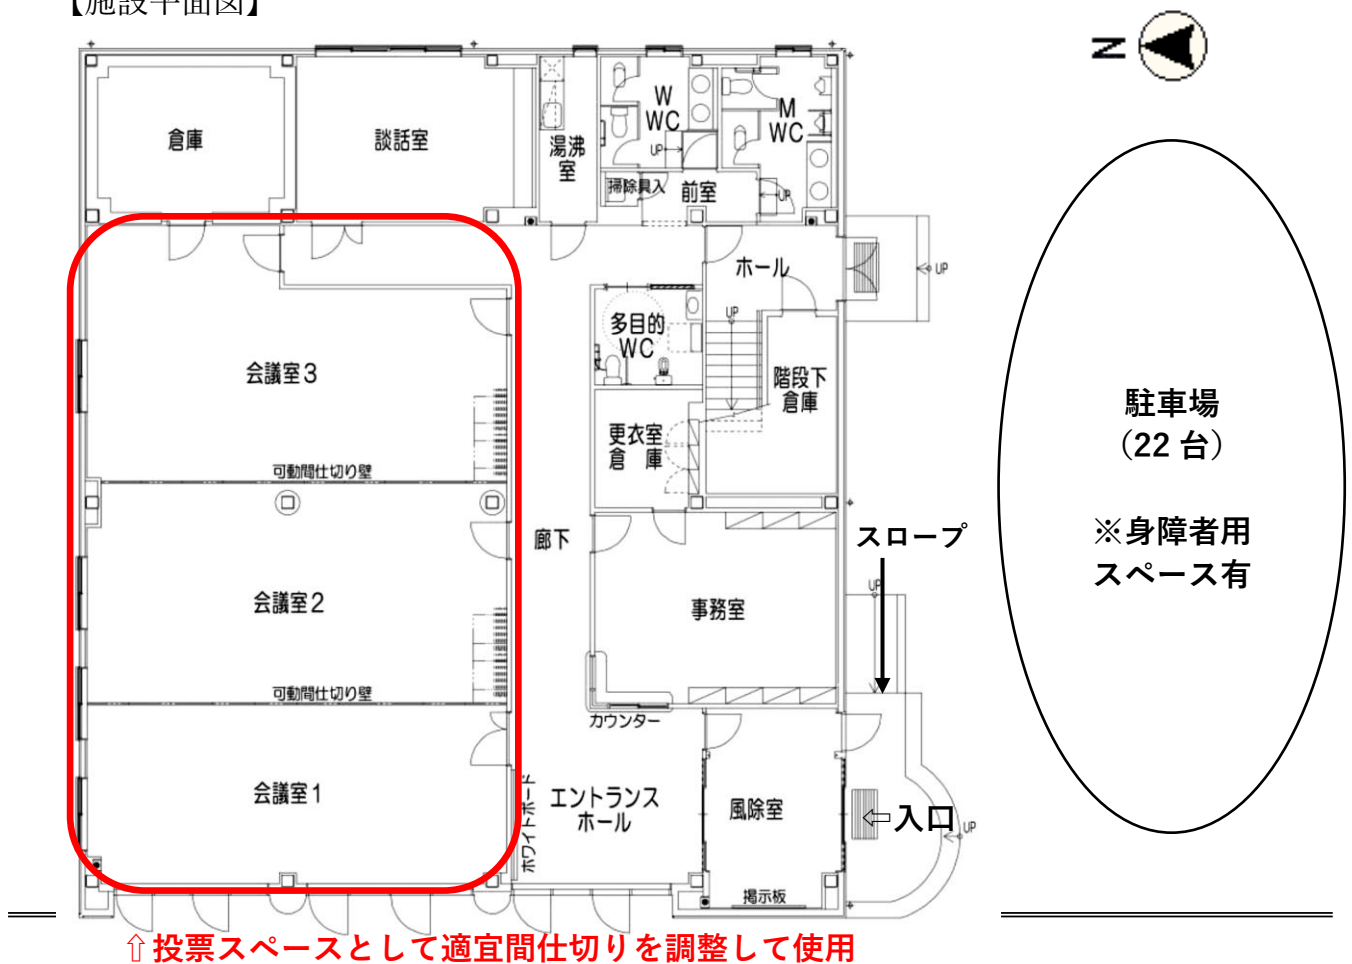 【施設平面図】
N
倉庫
談話室
湯沸
室
W
WC
M
WC
UP
UP
掃除具入
前室
ホール
UP
UP
多目的
WC
階段下
倉庫
会議室3
更衣室
倉 庫
可動間仕切り壁
駐車場
(22 台)
※身障者用
スペース有
廊下
スロープ
UP
会議室2
事務室
可動間仕切り壁
カウンター
会議室1
ホワイトボード
エントランス
ホール
風除室
⇦入口
UP
掲示板
⇧投票スペースとして適宜間仕切りを調整して使用